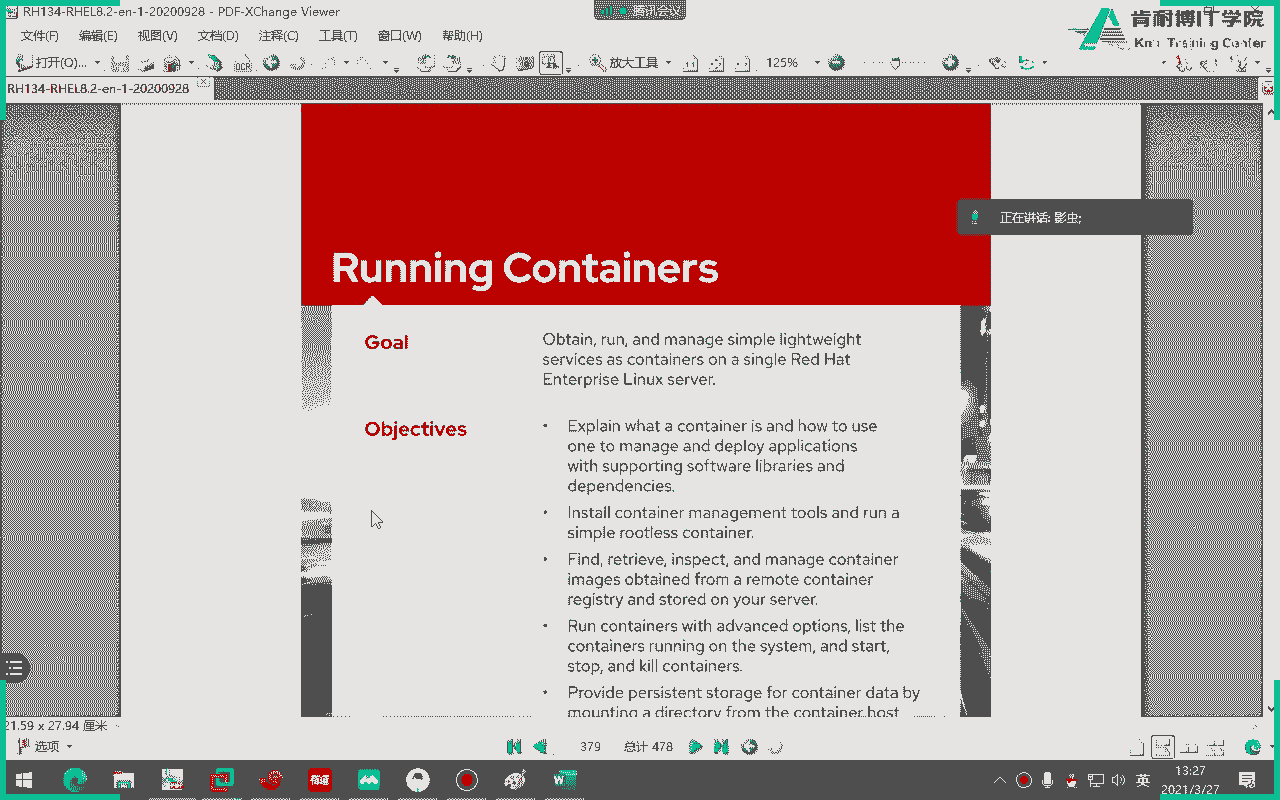 RH134-RHEL8.2-en-1-20200928 - PDF-XChange Viewer
腾讯会议
肯耐博IT学院
Training Center
文件(F) 编辑(E) 视图(V) 文档(D) 注释(C) 工具(T) 窗口(W) 帮助(H)
打开(O)... OCR 放大工具 125%
RH134-RHEL8.2-en-1-20200928
正在讲话: 影虫;
Running Containers
Goal
Obtain, run, and manage simple lightweight
services as containers on a single Red Hat
Enterprise Linux server.
Objectives
• Explain what a container is and how to use
one to manage and deploy applications
with supporting software libraries and
dependencies.
• Install container management tools and run a
simple rootless container.
• Find, retrieve, inspect, and manage container
images obtained from a remote container
registry and stored on your server.
• Run containers with advanced options, list the
containers running on the system, and start,
stop, and kill containers.
• Provide persistent storage for container data by
mounting a directory from the container host
21.59 x 27.94 厘米
选项 379 总计 478
英
13:27
2021/3/27